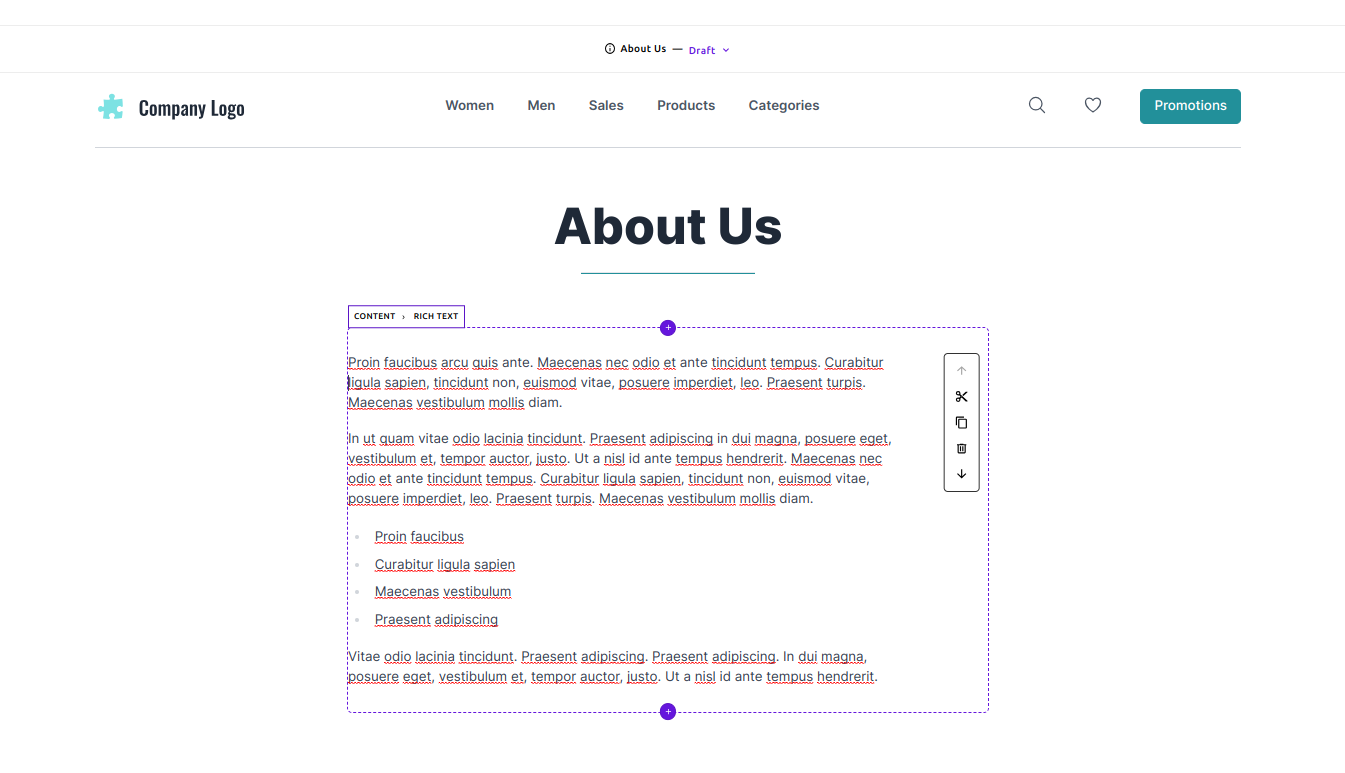 About Us — Draft
Company Logo
Women Men Sales Products Categories
Promotions
About Us
CONTENT › RICH TEXT
Proin faucibus arcu quis ante. Maecenas nec odio et ante tincidunt tempus. Curabitur
ligula sapien, tincidunt non, euismod vitae, posuere imperdiet, leo. Praesent turpis.
Maecenas vestibulum mollis diam.
In ut quam vitae odio lacinia tincidunt. Praesent adipiscing in dui magna, posuere eget,
vestibulum et, tempor auctor, justo. Ut a nisl id ante tempus hendrerit. Maecenas nec
odio et ante tincidunt tempus. Curabitur ligula sapien, tincidunt non, euismod vitae,
posuere imperdiet, leo. Praesent turpis. Maecenas vestibulum mollis diam.
Proin faucibus
Curabitur ligula sapien
Maecenas vestibulum
Praesent adipiscing
Vitae odio lacinia tincidunt. Praesent adipiscing. Praesent adipiscing. In dui magna,
posuere eget, vestibulum et, tempor auctor, justo. Ut a nisl id ante tempus hendrerit.